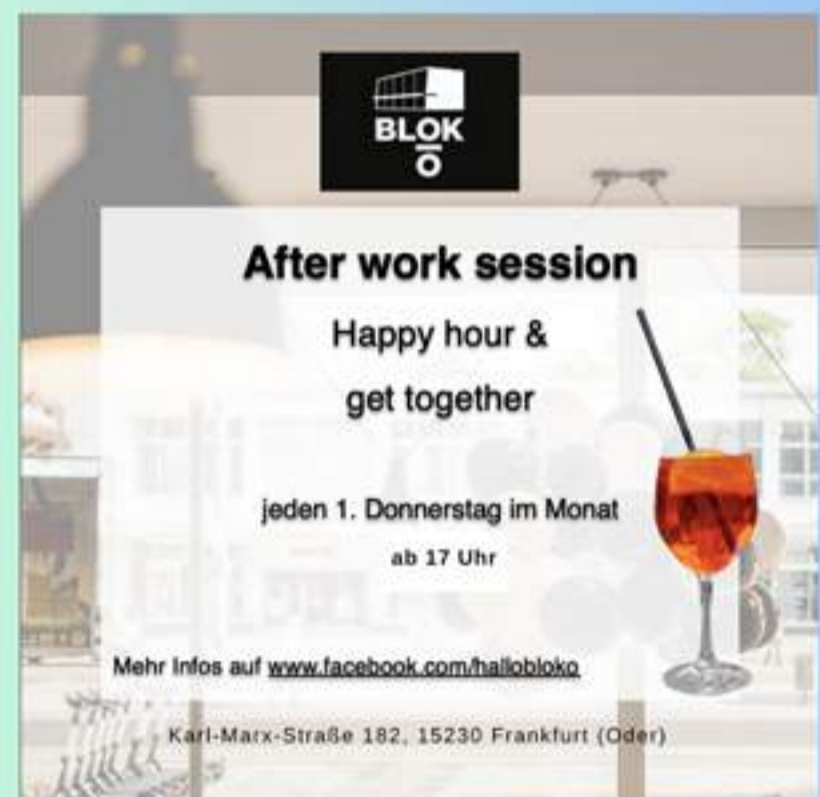 BLOK
O
After work session
Happy hour &
get together
jeden 1. Donnerstag im Monat
ab 17 Uhr
Mehr Infos auf www.facebook.com/hallobloko
Karl-Marx-Straße 182, 15230 Frankfurt (Oder)